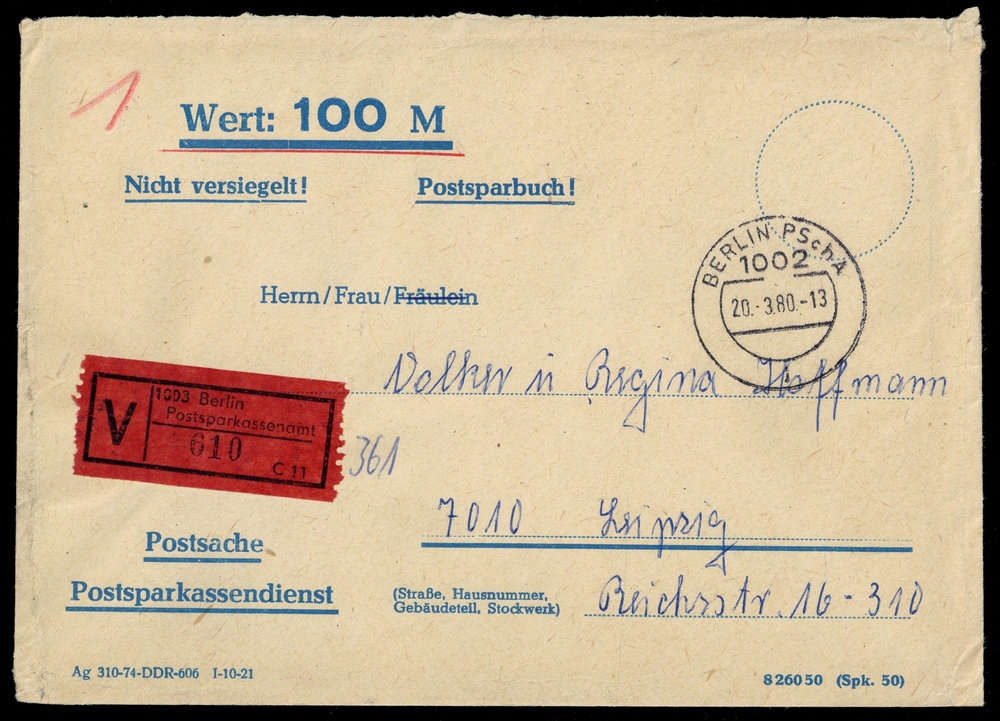 1
Wert: 100 M
Nicht versiegelt!
Postsparbuch!
BERLIN PSchA
1002
20.-3.80.-13
Herrn/Frau/Fräulein
Volker u Regina Hoffmann
V
1003 Berlin
Postsparkassenamt
610
C 11
361
7010 Leipzig
Postsache
Postsparkassendienst
(Straße, Hausnummer,
Gebäudeteil, Stockwerk)
Reichsstr. 16-310
Ag 310-74-DDR-606 I-10-21
826050 (Spk. 50)